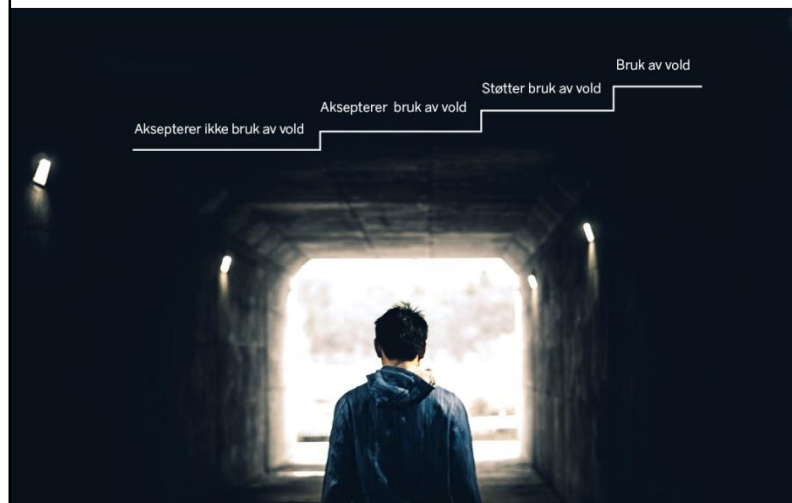 Aksepterer ikke bruk av vold
Aksepterer bruk av vold
Støtter bruk av vold
Bruk av vold